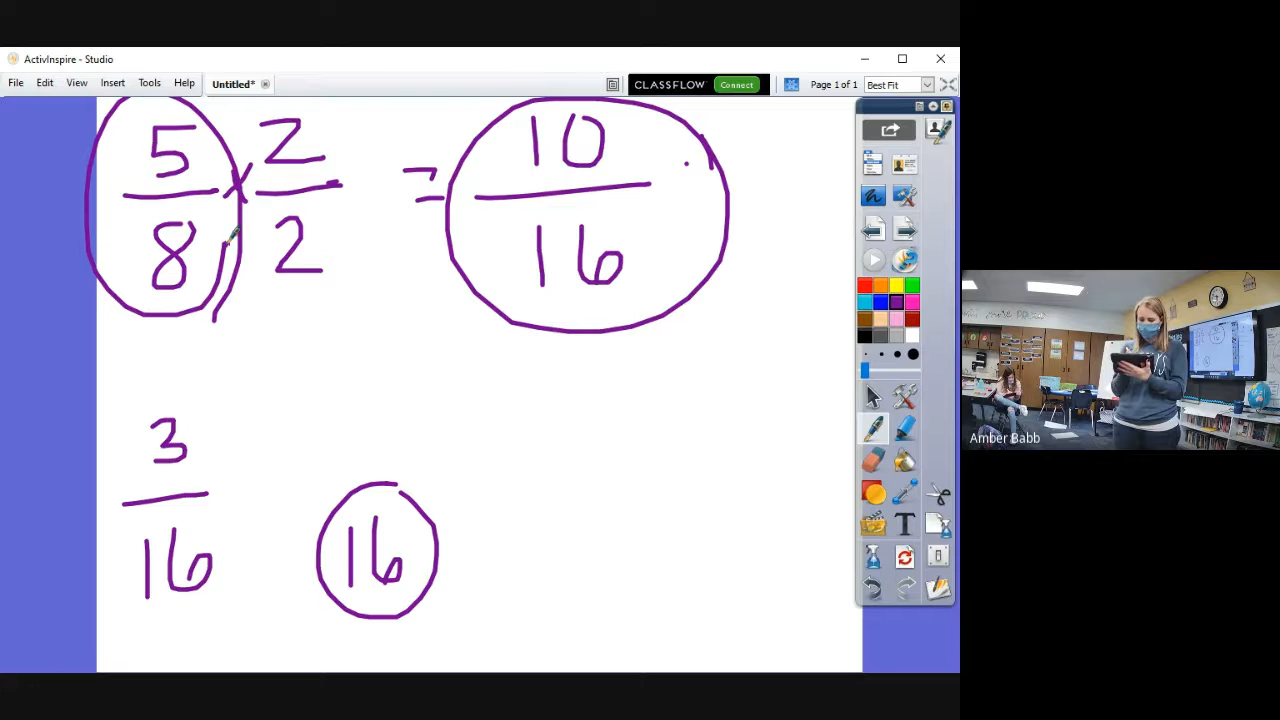 ActivInspire - Studio
File Edit View Insert Tools Help Untitled* CLASSFLOW Connect Page 1 of 1 Best Fit
5/8 x 2/2 = 10/16
3/16 16
Amber Babb